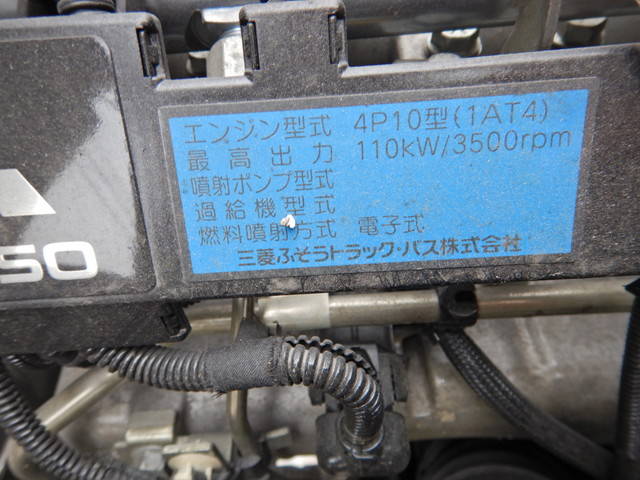 エンジン型式 4P10型(1AT4)
最高出力 110kW/3500rpm
噴射ポンプ型式
過給機型式
燃料噴射方式 電子式
三菱ふそうトラック・バス株式会社
50